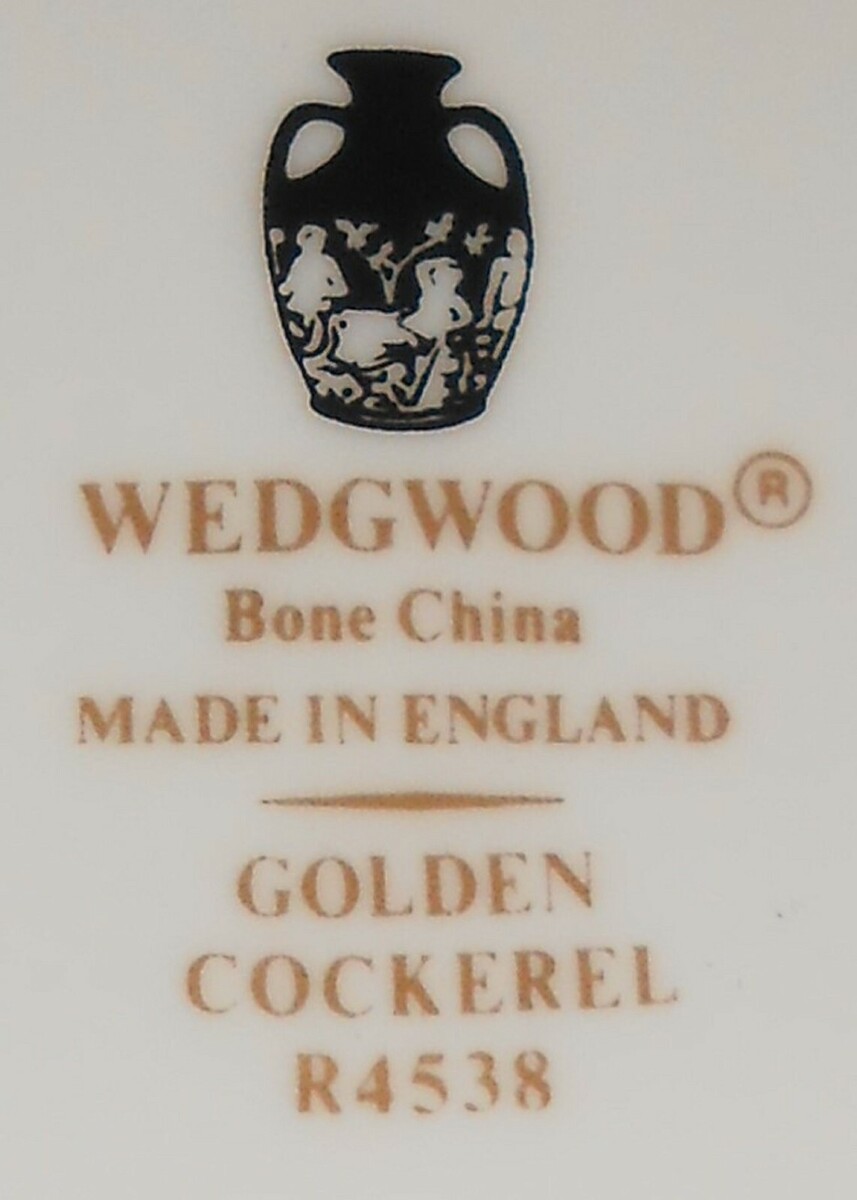 WEDGWOOD®
Bone China
MADE IN ENGLAND
GOLDEN
COCKEREL
R4538